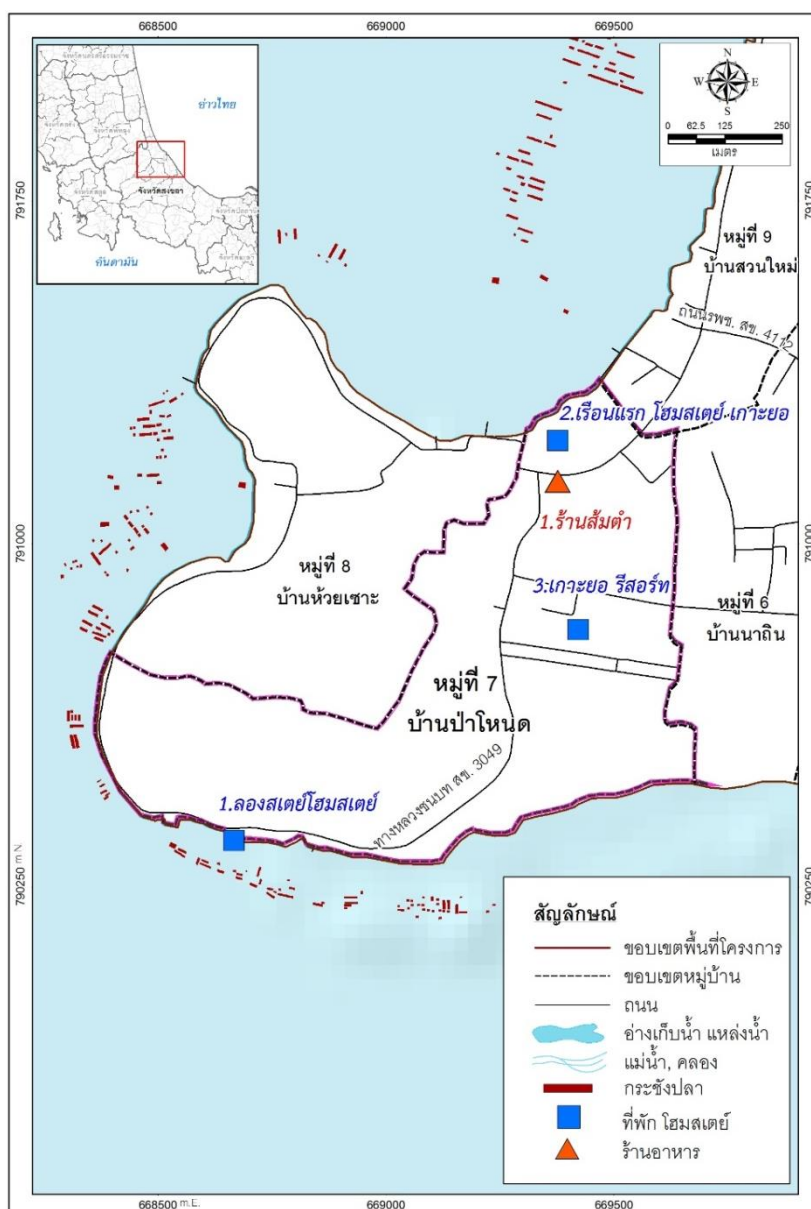 668500
669000
669500
อ่าวไทย
จังหวัดสงขลา
อันดามัน
N
W
E
S
0 62.5 125 250
เมตร
791750
791750
หมู่ที่ 9
บ้านสวนใหม่
ถนนรพช. สข. 4112
2.เรือนแรก โฮมสเตย์ เกาะยอ
1.ร้านส้มตำ
791000
791000
หมู่ที่ 8
บ้านห้วยเซาะ
3.เกาะยอ รีสอร์ท
หมู่ที่ 6
บ้านนาถิน
หมู่ที่ 7
บ้านป่าโหนด
1.ลองสเตย์โฮมสเตย์
ทางหลวงชนบท สข. 3049
790250 m.N.
790250
สัญลักษณ์
ขอบเขตพื้นที่โครงการ
ขอบเขตหมู่บ้าน
ถนน
อ่างเก็บน้ำ แหล่งน้ำ
แม่น้ำ, คลอง
กระชังปลา
ที่พัก โฮมสเตย์
ร้านอาหาร
668500 m.E.
669000
669500